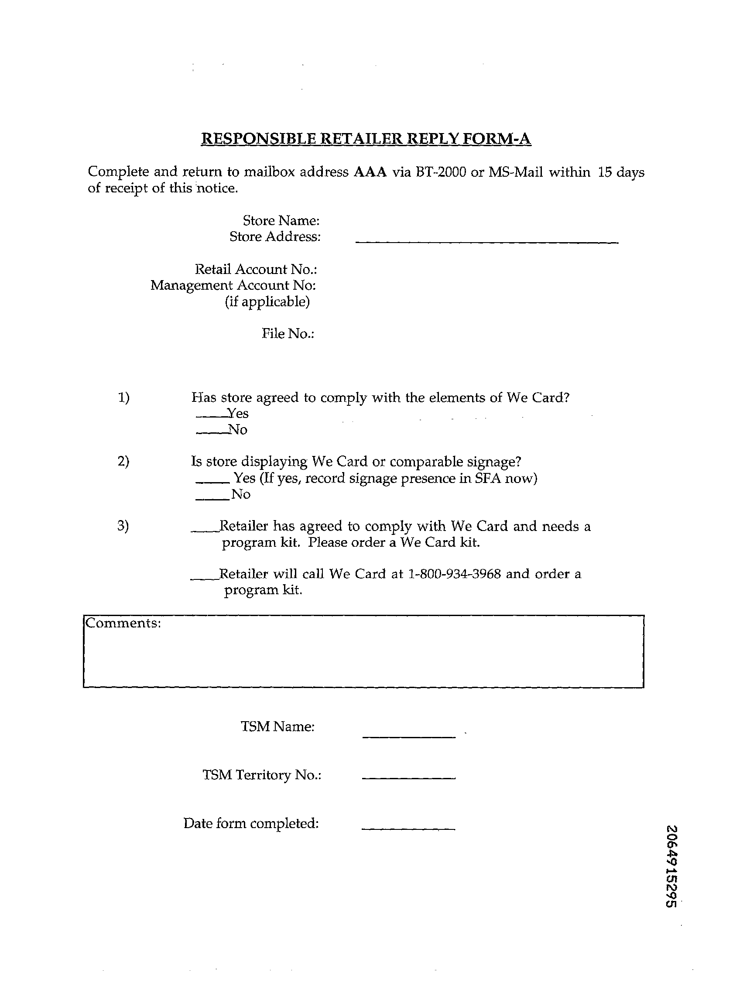 RESPONSIBLE RETAILER REPLY FORM-A
Complete and return to mailbox address AAA via BT-2000 or MS-Mail within 15 days
of receipt of this notice.
Store Name:
Store Address:
Retail Account No.:
Management Account No:
(if applicable)
File No.:
1) Has store agreed to comply with the elements of We Card?
____Yes
____No
2) Is store displaying We Card or comparable signage?
____ Yes (If yes, record signage presence in SFA now)
____No
3) ____Retailer has agreed to comply with We Card and needs a
program kit. Please order a We Card kit.
____Retailer will call We Card at 1-800-934-3968 and order a
program kit.
Comments:
TSM Name:
TSM Territory No.:
Date form completed:
2064915295